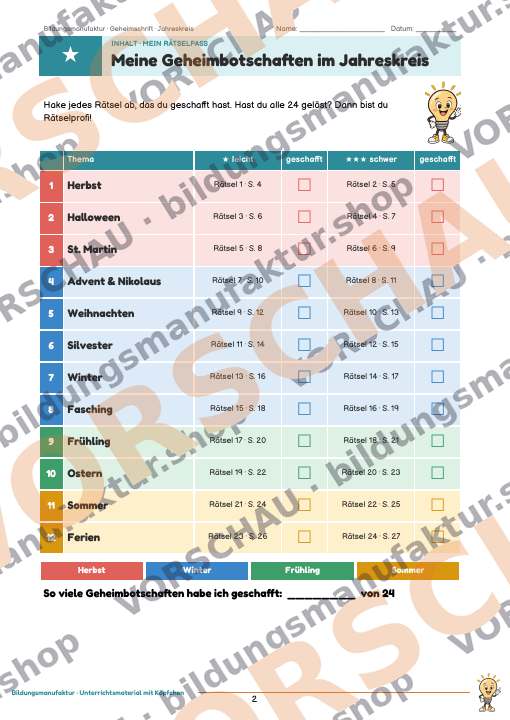 Bildungsmanufaktur · Geheimschrift · Jahreskreis Name: ____________________ Datum: __________
★
INHALT · MEIN RÄTSELPASS
Meine Geheimbotschaften im Jahreskreis
Hake jedes Rätsel ab, das du geschafft hast. Hast du alle 24 gelöst? Dann bist du
Rätselprofi!
Thema ★ leicht geschafft ★★★ schwer geschafft
1 Herbst Rätsel 1 · S. 4 ☐ Rätsel 2 · S. 5 ☐
2 Halloween Rätsel 3 · S. 6 ☐ Rätsel 4 · S. 7 ☐
3 St. Martin Rätsel 5 · S. 8 ☐ Rätsel 6 · S. 9 ☐
4 Advent & Nikolaus Rätsel 7 · S. 10 ☐ Rätsel 8 · S. 11 ☐
5 Weihnachten Rätsel 9 · S. 12 ☐ Rätsel 10 · S. 13 ☐
6 Silvester Rätsel 11 · S. 14 ☐ Rätsel 12 · S. 15 ☐
7 Winter Rätsel 13 · S. 16 ☐ Rätsel 14 · S. 17 ☐
8 Fasching Rätsel 15 · S. 18 ☐ Rätsel 16 · S. 19 ☐
9 Frühling Rätsel 17 · S. 20 ☐ Rätsel 18 · S. 21 ☐
10 Ostern Rätsel 19 · S. 22 ☐ Rätsel 20 · S. 23 ☐
11 Sommer Rätsel 21 · S. 24 ☐ Rätsel 22 · S. 25 ☐
12 Ferien Rätsel 23 · S. 26 ☐ Rätsel 24 · S. 27 ☐
Herbst Winter Frühling Sommer
So viele Geheimbotschaften habe ich geschafft: __________ von 24
Bildungsmanufaktur · Unterrichtsmaterial mit Köpfchen
2
VORSCHAU · bildungsmanufaktur.shop
VORSCHAU